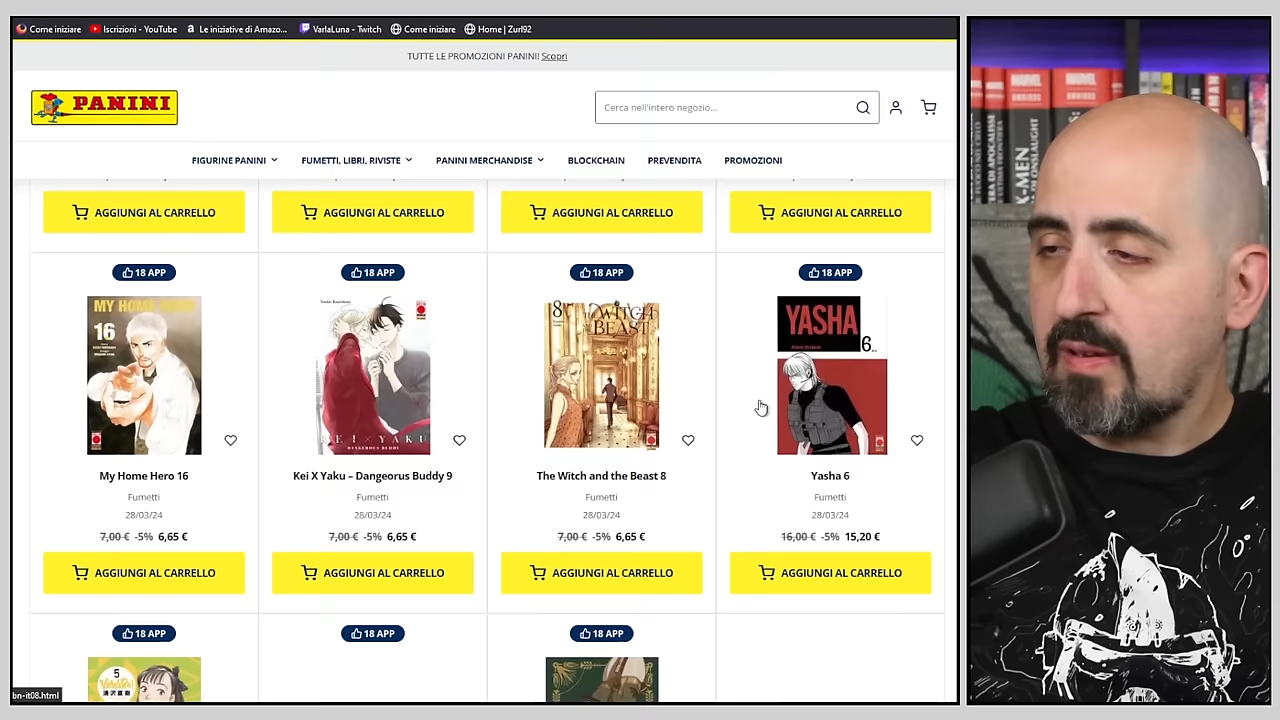 Come iniziare
Iscrizioni - YouTube
Le iniziative di Amazo...
VarlaLuna - Twitch
Come iniziare
Home | Zurl92
TUTTE LE PROMOZIONI PANINI! Scopri
PANINI
Cerca nell'intero negozio...
FIGURINE PANINI
FUMETTI, LIBRI, RIVISTE
PANINI MERCHANDISE
BLOCKCHAIN
PREVENDITA
PROMOZIONI
AGGIUNGI AL CARRELLO
AGGIUNGI AL CARRELLO
AGGIUNGI AL CARRELLO
AGGIUNGI AL CARRELLO
18 APP
18 APP
18 APP
18 APP
MY HOME HERO
16
KEI X YAKU
DANGEROUS BUDDY
8
WITCH
BEAST
YASHA
6
My Home Hero 16
Fumetti
28/03/24
7,00 € -5% 6,65 €
Kei X Yaku – Dangeorus Buddy 9
Fumetti
28/03/24
7,00 € -5% 6,65 €
The Witch and the Beast 8
Fumetti
28/03/24
7,00 € -5% 6,65 €
Yasha 6
Fumetti
28/03/24
16,00 € -5% 15,20 €
AGGIUNGI AL CARRELLO
AGGIUNGI AL CARRELLO
AGGIUNGI AL CARRELLO
AGGIUNGI AL CARRELLO
18 APP
18 APP
18 APP
5
YAWARA!
bn-it08.html
MARVEL
MARVEL
ERA DI APOCALISSE
X-MEN
ONSLAUGHT